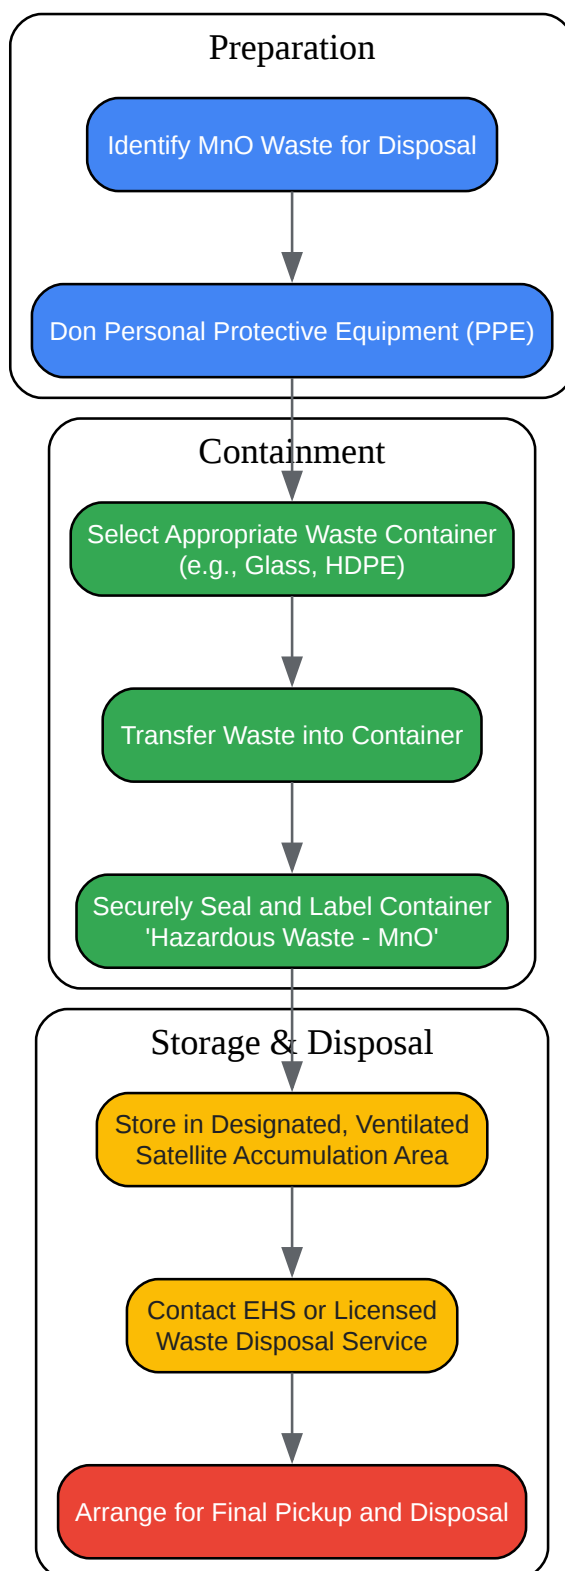 Preparation
Identify MnO Waste for Disposal
Don Personal Protective Equipment (PPE)
Containment
Select Appropriate Waste Container
(e.g., Glass, HDPE)
Transfer Waste into Container
Securely Seal and Label Container
'Hazardous Waste - MnO'
Storage & Disposal
Store in Designated, Ventilated
Satellite Accumulation Area
Contact EHS or Licensed
Waste Disposal Service
Arrange for Final Pickup and Disposal